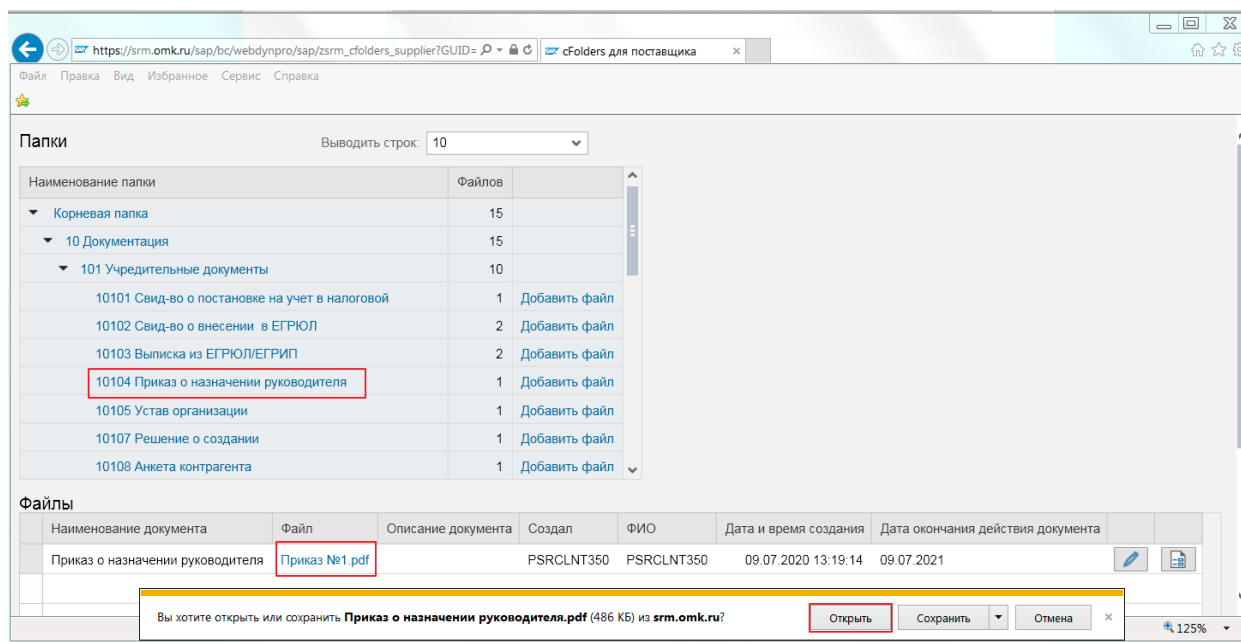 https://srm.omk.ru/sap/bc/webdynpro/sap/zsrm_cfolders_supplier?GUID= cFolders для поставщика
Файл Правка Вид Избранное Сервис Справка
Папки Выводить строк: 10
Наименование папки Файлов
Корневая папка 15
10 Документация 15
101 Учредительные документы 10
10101 Свид-во о постановке на учет в налоговой 1 Добавить файл
10102 Свид-во о внесении в ЕГРЮЛ 2 Добавить файл
10103 Выписка из ЕГРЮЛ/ЕГРИП 2 Добавить файл
10104 Приказ о назначении руководителя 1 Добавить файл
10105 Устав организации 1 Добавить файл
10107 Решение о создании 1 Добавить файл
10108 Анкета контрагента 1 Добавить файл
Файлы
Наименование документа Файл Описание документа Создал ФИО Дата и время создания Дата окончания действия документа
Приказ о назначении руководителя Приказ №1.pdf PSRCLNT350 PSRCLNT350 09.07.2020 13:19:14 09.07.2021
Вы хотите открыть или сохранить Приказ о назначении руководителя.pdf (486 КБ) из srm.omk.ru? Открыть Сохранить Отмена
125%